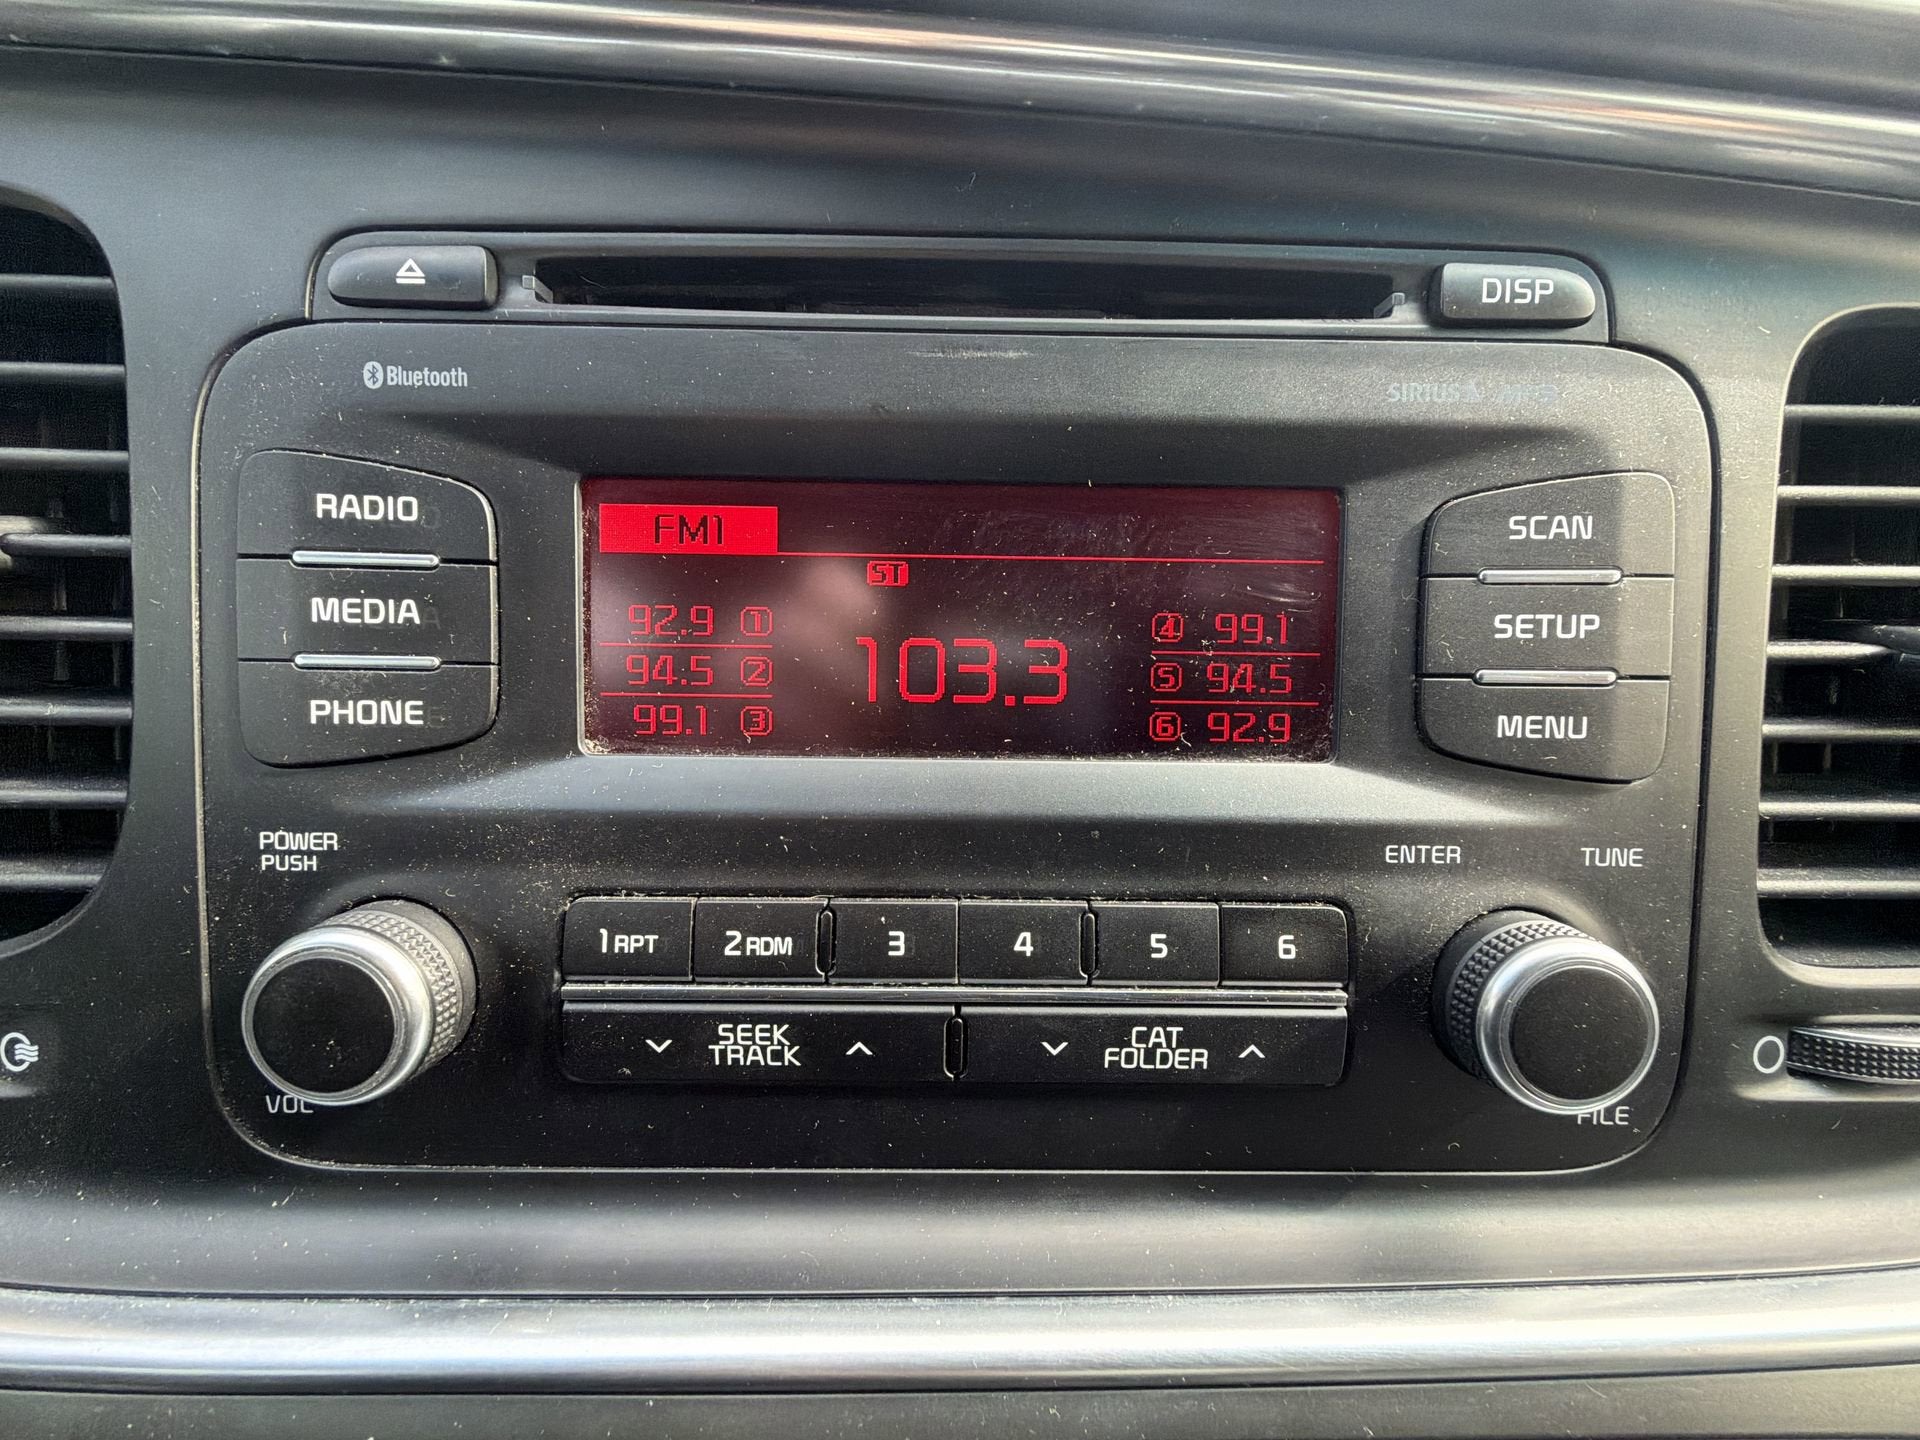 DISP
Bluetooth
SIRIUS MP3
RADIO
MEDIA
PHONE
FM1
ST
92.9 1
94.5 2
99.1 3
103.3
4 99.1
5 94.5
6 92.9
SCAN
SETUP
MENU
POWER
PUSH
VOL
1 RPT
2 RDM
3
4
5
6
SEEK
TRACK
CAT
FOLDER
ENTER
TUNE
FILE